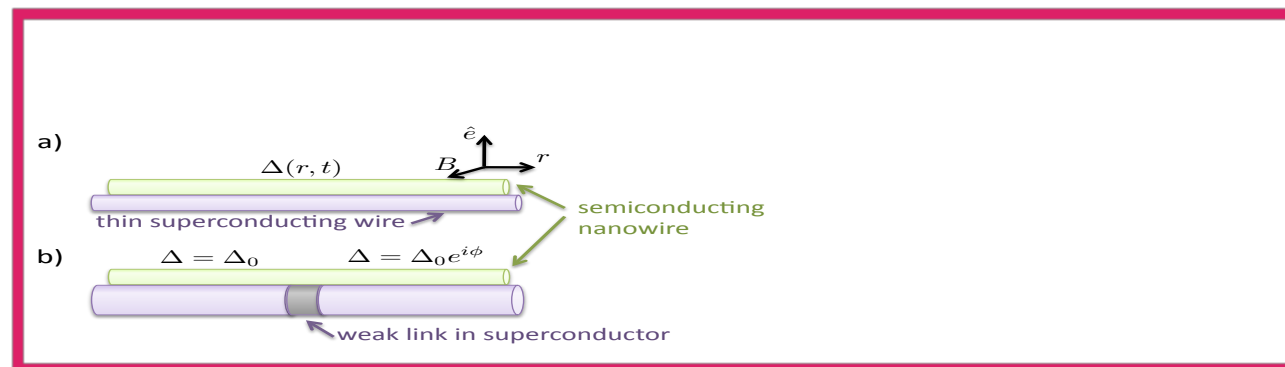 a)
ê
B
r
Δ(r, t)
thin superconducting wire
semiconducting
nanowire
b)
Δ = Δ₀
Δ = Δ₀e^{iϕ}
weak link in superconductor